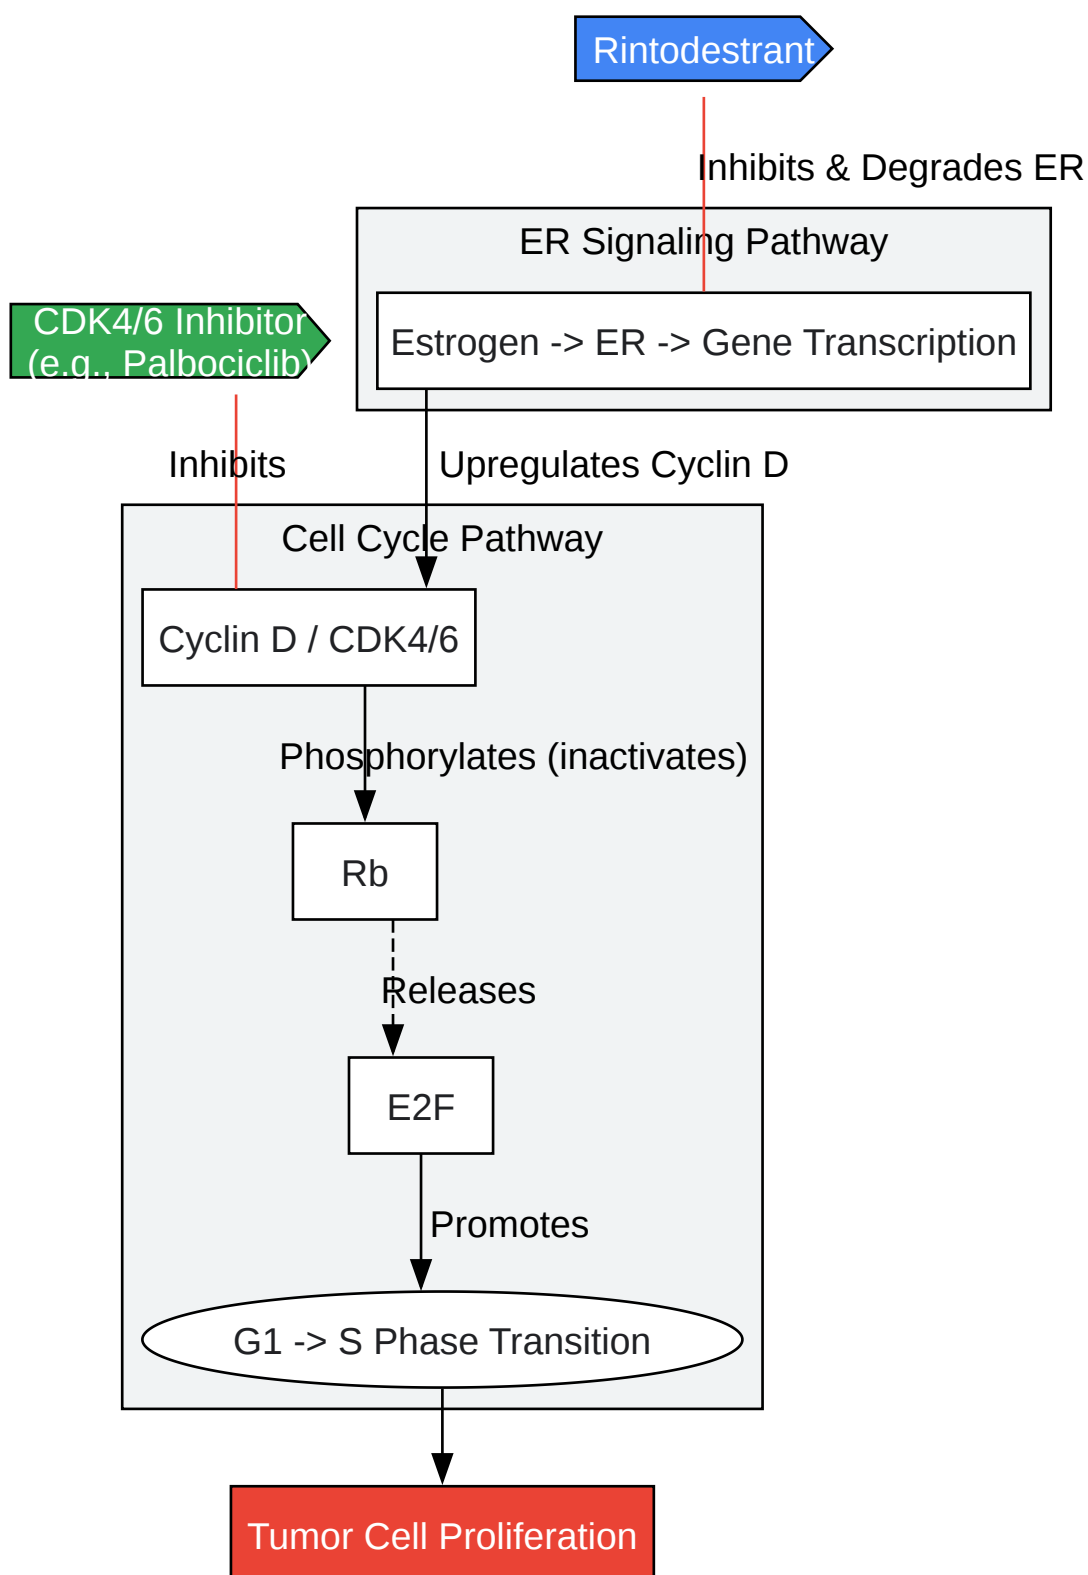 Rintodestrant
Inhibits & Degrades ER
ER Signaling Pathway
Estrogen -> ER -> Gene Transcription
CDK4/6 Inhibitor
(e.g., Palbociclib)
Inhibits
Upregulates Cyclin D
Cell Cycle Pathway
Cyclin D / CDK4/6
Phosphorylates (inactivates)
Rb
Releases
E2F
Promotes
G1 -> S Phase Transition
Tumor Cell Proliferation